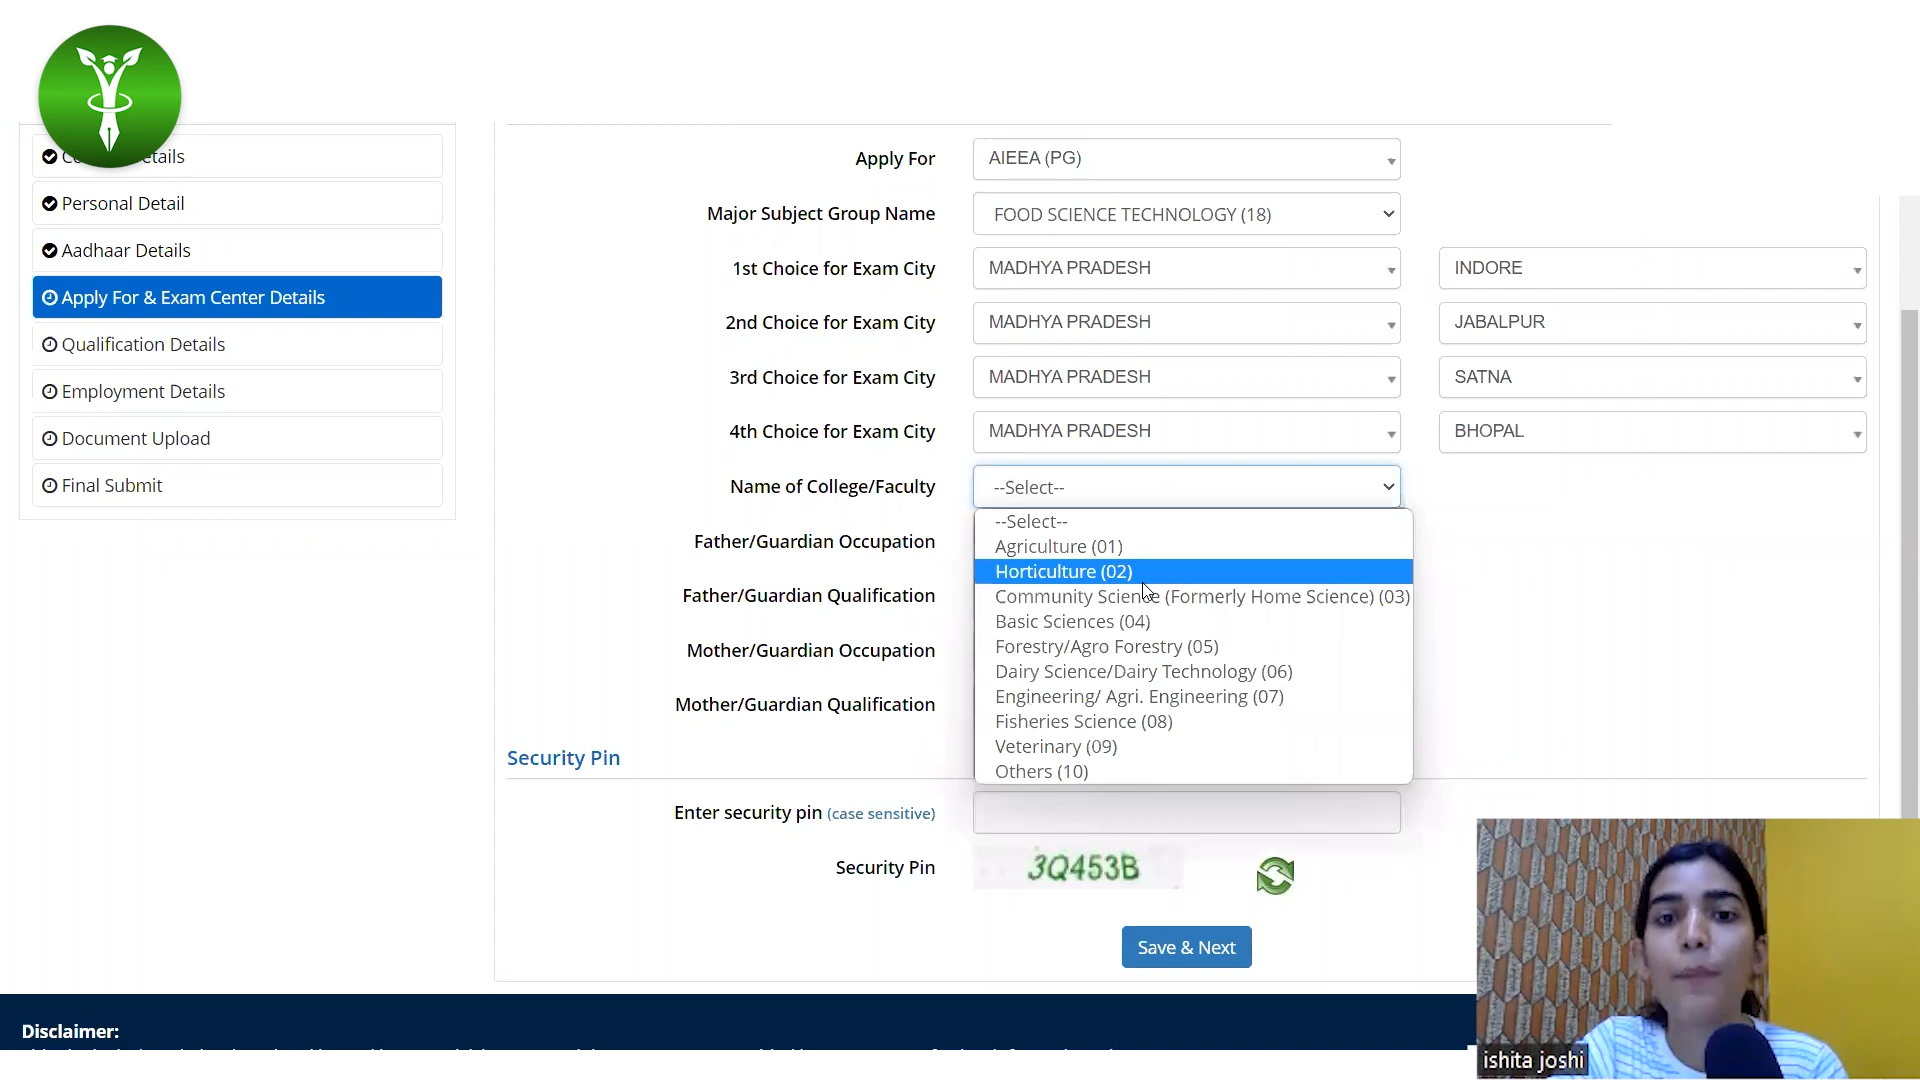 Details
Personal Detail
Aadhaar Details
Apply For & Exam Center Details
Qualification Details
Employment Details
Document Upload
Final Submit
Apply For AIEEA (PG)
Major Subject Group Name FOOD SCIENCE TECHNOLOGY (18)
1st Choice for Exam City MADHYA PRADESH INDORE
2nd Choice for Exam City MADHYA PRADESH JABALPUR
3rd Choice for Exam City MADHYA PRADESH SATNA
4th Choice for Exam City MADHYA PRADESH BHOPAL
Name of College/Faculty --Select--
--Select--
Agriculture (01)
Horticulture (02)
Community Science (Formerly Home Science) (03)
Basic Sciences (04)
Forestry/Agro Forestry (05)
Dairy Science/Dairy Technology (06)
Engineering/ Agri. Engineering (07)
Fisheries Science (08)
Veterinary (09)
Others (10)
Father/Guardian Occupation
Father/Guardian Qualification
Mother/Guardian Occupation
Mother/Guardian Qualification
Security Pin
Enter security pin (case sensitive)
Security Pin 3Q453B
Save & Next
Disclaimer:
ishita joshi